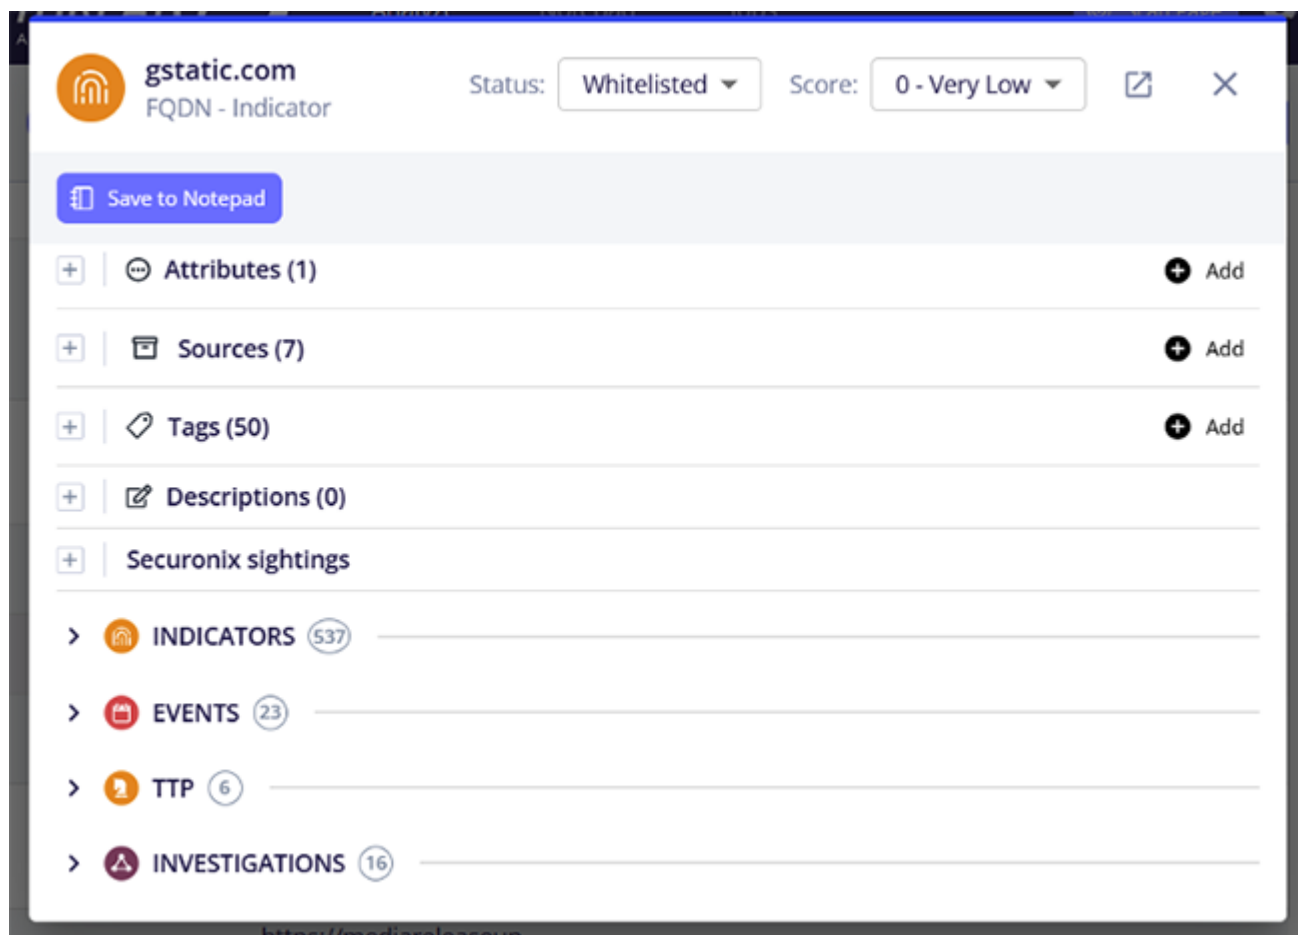 gstatic.com
FQDN - Indicator
Status: Whitelisted
Score: 0 - Very Low
Save to Notepad
Attributes (1) Add
Sources (7) Add
Tags (50) Add
Descriptions (0)
Securonix sightings
INDICATORS 537
EVENTS 23
TTP 6
INVESTIGATIONS 16